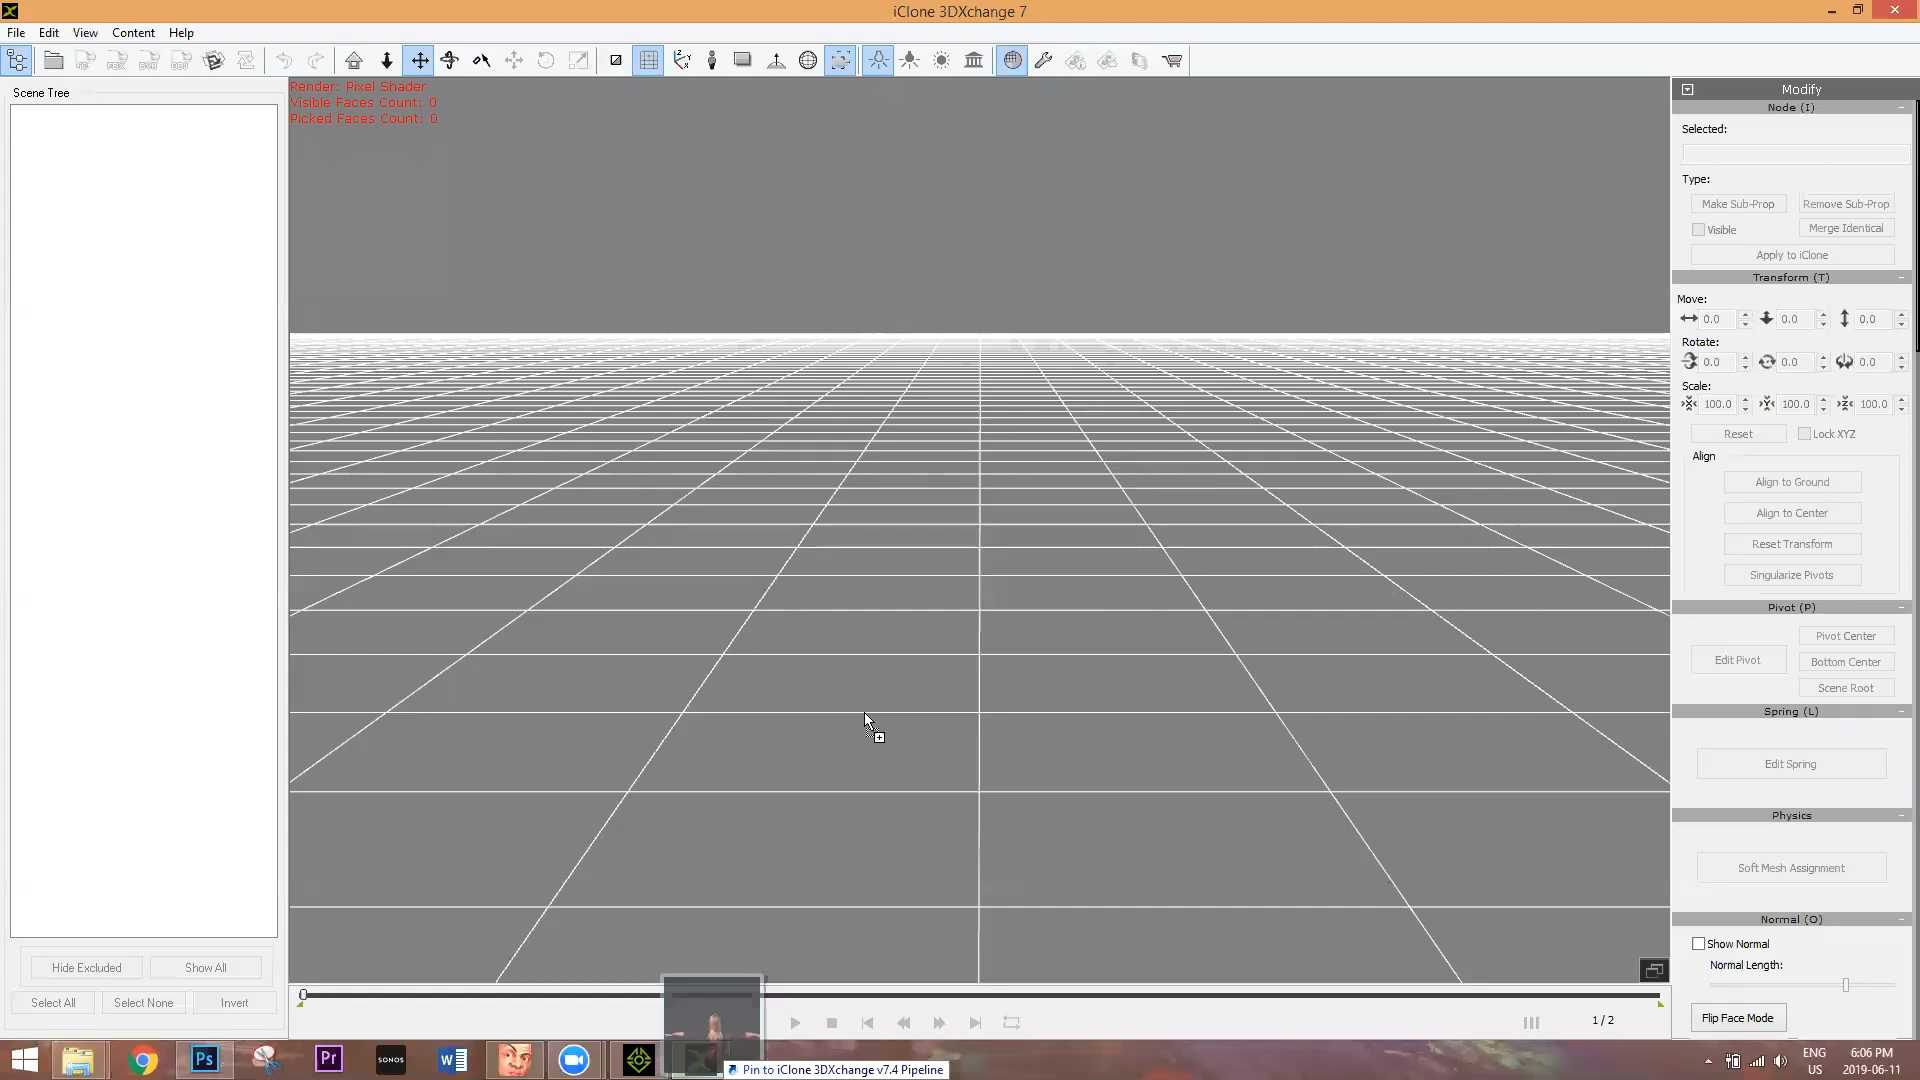 iClone 3DXchange 7
File Edit View Content Help
Scene Tree
Render: Pixel Shader
Visible Faces Count: 0
Picked Faces Count: 0
Hide Excluded Show All
Select All Select None Invert
Modify
Node (I)
Selected:
Type:
Make Sub-Prop Remove Sub-Prop
Visible Merge Identical
Apply to iClone
Transform (T)
Move:
0.0 0.0 0.0
Rotate:
0.0 0.0 0.0
Scale:
100.0 100.0 100.0
Reset Lock XYZ
Align
Align to Ground
Align to Center
Reset Transform
Singularize Pivots
Pivot (P)
Edit Pivot Pivot Center
Bottom Center
Scene Root
Spring (L)
Edit Spring
Physics
Soft Mesh Assignment
Normal (O)
Show Normal
Normal Length:
Flip Face Mode
1 / 2
Ps Pr SONOS W
Pin to iClone 3DXchange v7.4 Pipeline
ENG
US
6:06 PM
2019-06-11